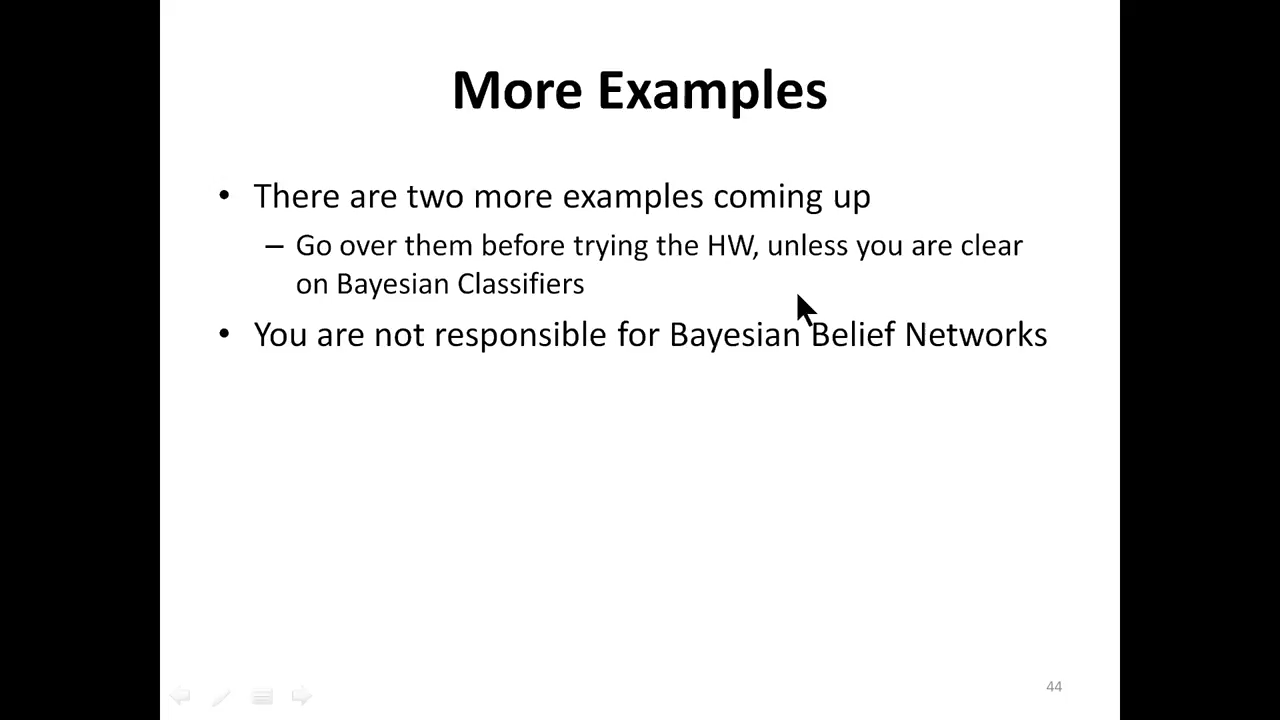 More Examples
• There are two more examples coming up
– Go over them before trying the HW, unless you are clear
on Bayesian Classifiers
• You are not responsible for Bayesian Belief Networks
44